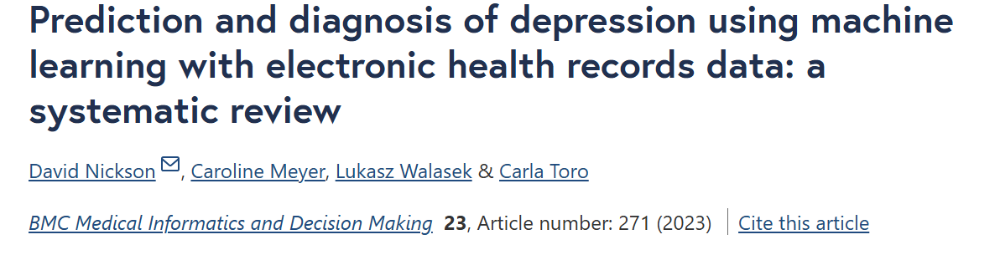 Prediction and diagnosis of depression using machine
learning with electronic health records data: a
systematic review
David Nickson, Caroline Meyer, Lukasz Walasek & Carla Toro
BMC Medical Informatics and Decision Making 23, Article number: 271 (2023) Cite this article